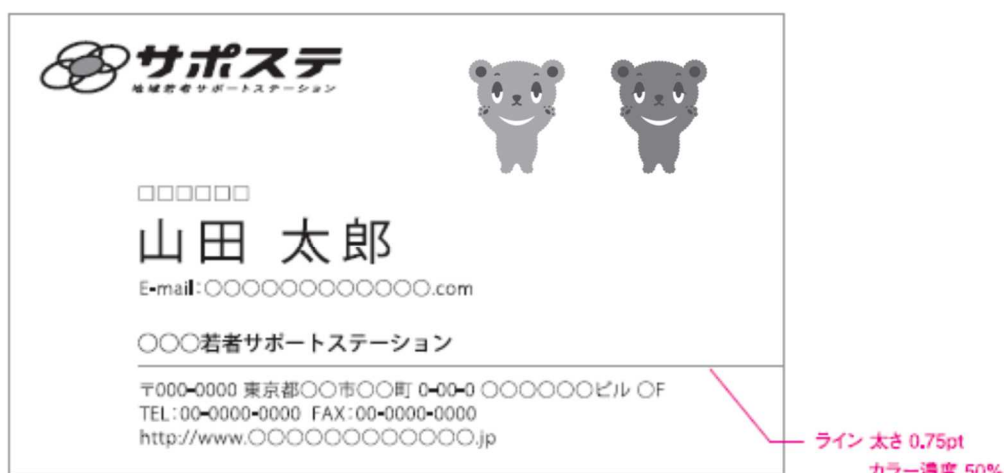 サポステ
地域若者サポートステーション
□□□□□□
山田 太郎
E-mail:○○○○○○○○○○○○.com
○○○若者サポートステーション
〒000-0000 東京都○○市○○町 0-00-0 ○○○○○○ビル ○F
TEL:00-0000-0000 FAX:00-0000-0000
http://www.○○○○○○○○○○○○.jp
ライン 太さ 0.75pt
カラー濃度 50%